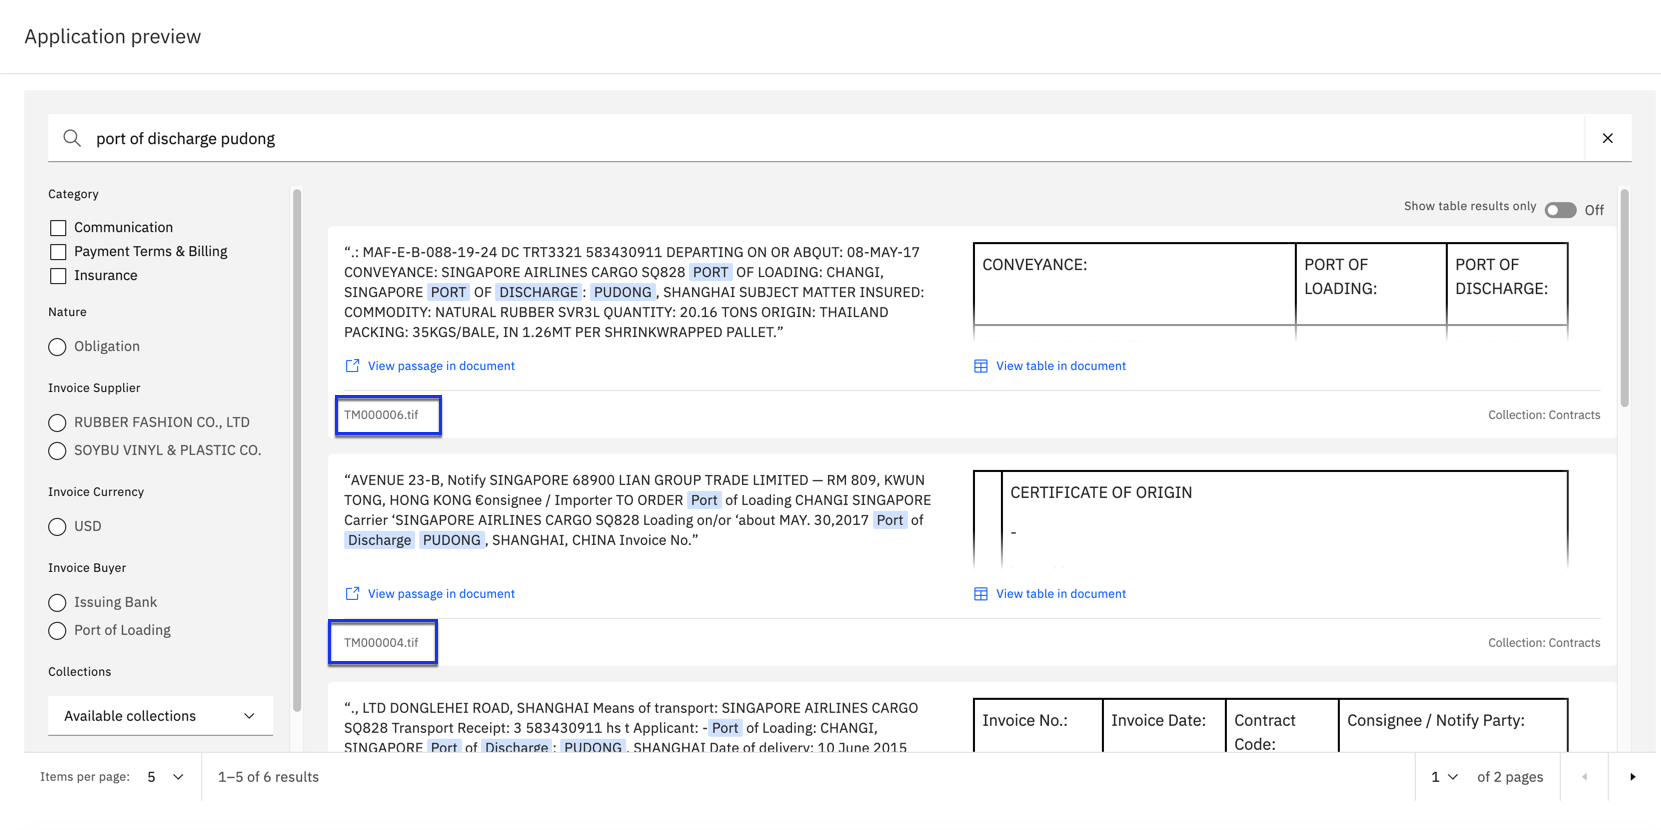 Application preview
port of discharge pudong
Category
Communication
Payment Terms & Billing
Insurance
Nature
Obligation
Invoice Supplier
RUBBER FASHION CO., LTD
SOYBU VINYL & PLASTIC CO.
Invoice Currency
USD
Invoice Buyer
Issuing Bank
Port of Loading
Collections
Available collections
Show table results only Off
“.: MAF-E-B-088-19-24 DC TRT3321 583430911 DEPARTING ON OR ABQUT: 08-MAY-17
CONVEYANCE: SINGAPORE AIRLINES CARGO SQ828 PORT OF LOADING: CHANGI,
SINGAPORE PORT OF DISCHARGE: PUDONG, SHANGHAI SUBJECT MATTER INSURED:
COMMODITY: NATURAL RUBBER SVR3L QUANTITY: 20.16 TONS ORIGIN: THAILAND
PACKING: 35KGS/BALE, IN 1.26MT PER SHRINKWRAPPED PALLET.”
CONVEYANCE:
PORT OF
LOADING:
PORT OF
DISCHARGE:
View passage in document
View table in document
TM000006.tif
Collection: Contracts
“AVENUE 23-B, Notify SINGAPORE 68900 LIAN GROUP TRADE LIMITED — RM 809, KWUN
TONG, HONG KONG €onsignee / Importer TO ORDER Port of Loading CHANGI SINGAPORE
Carrier ‘SINGAPORE AIRLINES CARGO SQ828 Loading on/or ‘about MAY. 30,2017 Port of
Discharge PUDONG, SHANGHAI, CHINA Invoice No.”
CERTIFICATE OF ORIGIN
-
View passage in document
View table in document
TM000004.tif
Collection: Contracts
“., LTD DONGLEHEI ROAD, SHANGHAI Means of transport: SINGAPORE AIRLINES CARGO
SQ828 Transport Receipt: 3 583430911 hs t Applicant: -Port of Loading: CHANGI,
SINGAPORE Port of Discharge: PUDONG, SHANGHAI Date of delivery: 10 June 2015
Invoice No.:
Invoice Date:
Contract
Code:
Consignee / Notify Party:
Items per page: 5
1–5 of 6 results
1 of 2 pages